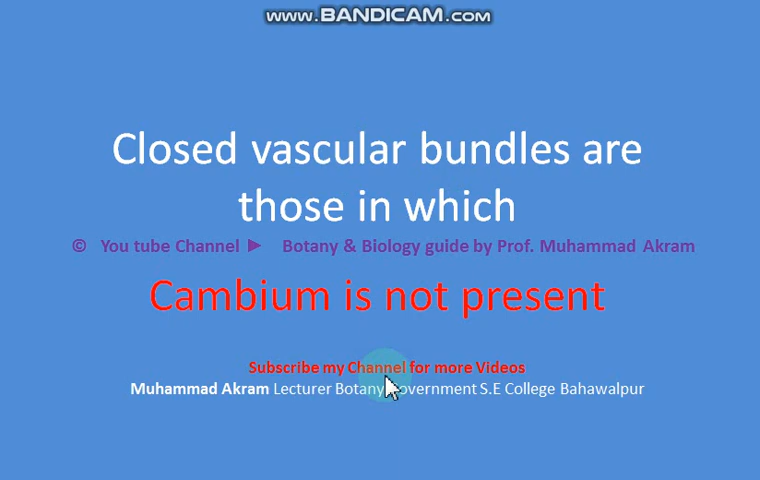 www.BANDICAM.com
Closed vascular bundles are
those in which
© You tube Channel ► Botany & Biology guide by Prof. Muhammad Akram
Cambium is not present
Subscribe my Channel for more Videos
Muhammad Akram Lecturer Botany Government S.E College Bahawalpur